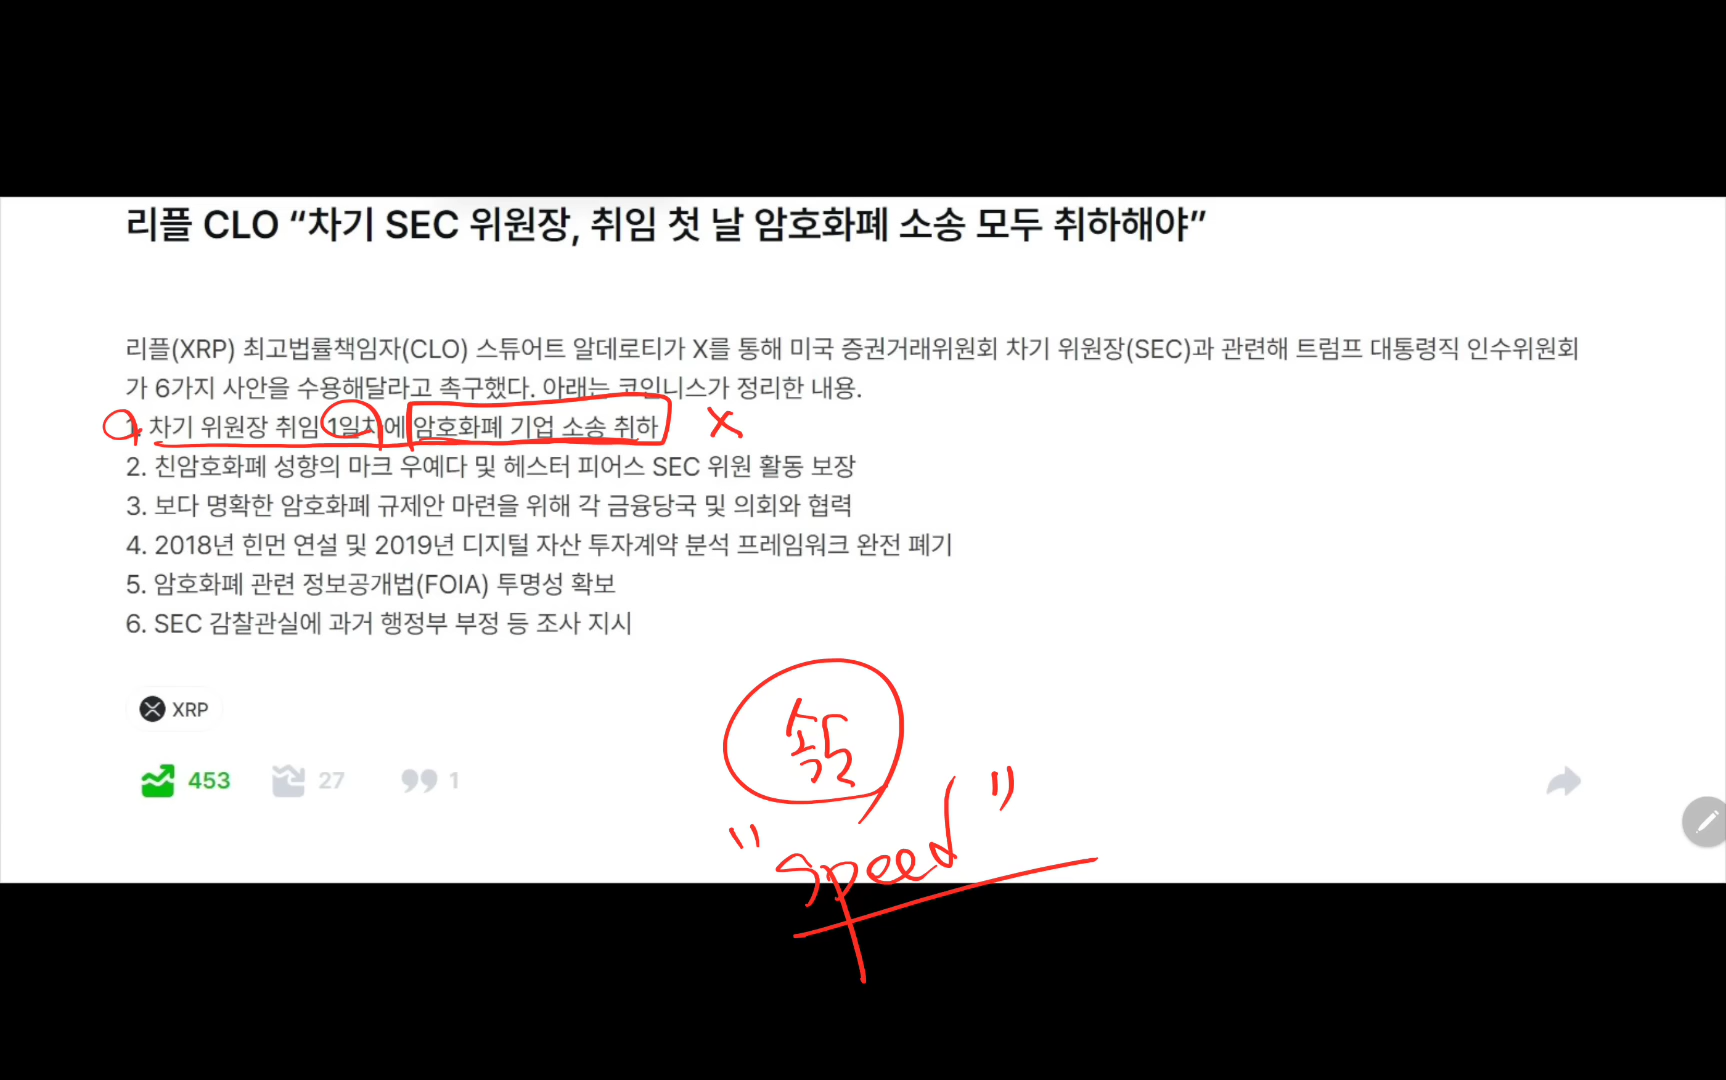 리플 CLO “차기 SEC 위원장, 취임 첫 날 암호화폐 소송 모두 취하해야”
리플(XRP) 최고법률책임자(CLO) 스튜어트 알데로티가 X를 통해 미국 증권거래위원회 차기 위원장(SEC)과 관련해 트럼프 대통령직 인수위원회
가 6가지 사안을 수용해달라고 촉구했다. 아래는 코인니스가 정리한 내용.
1. 차기 위원장 취임 1일차에 암호화폐 기업 소송 취하 X
2. 친암호화폐 성향의 마크 우예다 및 헤스터 피어스 SEC 위원 활동 보장
3. 보다 명확한 암호화폐 규제안 마련을 위해 각 금융당국 및 의회와 협력
4. 2018년 힌먼 연설 및 2019년 디지털 자산 투자계약 분석 프레임워크 완전 폐기
5. 암호화폐 관련 정보공개법(FOIA) 투명성 확보
6. SEC 감찰관실에 과거 행정부 부정 등 조사 지시
XRP
453 27 1
속도
"speed"